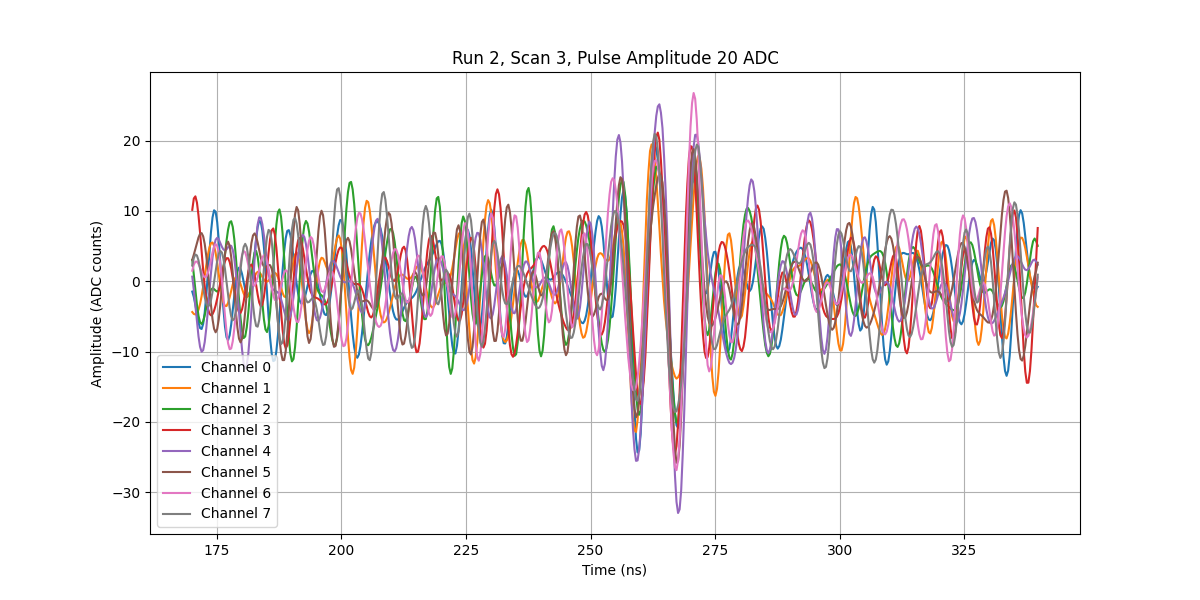 Run 2, Scan 3, Pulse Amplitude 20 ADC
Amplitude (ADC counts)
20
10
0
−10
−20
−30
Channel 0
Channel 1
Channel 2
Channel 3
Channel 4
Channel 5
Channel 6
Channel 7
175 200 225 250 275 300 325
Time (ns)